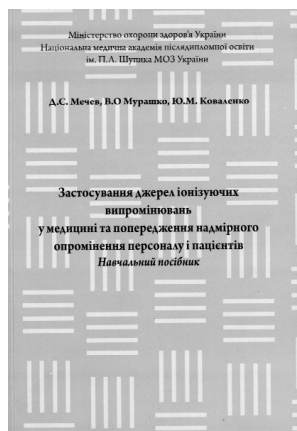 Міністерство охорони здоров'я України
Національна медична академія післядипломної освіти
ім. П.Л. Шупика МОЗ України
Д.С. Мечев, В.О Мурашко, Ю.М. Коваленко
Застосування джерел іонізуючих
випромінювань
у медицині та попередження надмірного
опромінення персоналу і пацієнтів
Навчальний посібник